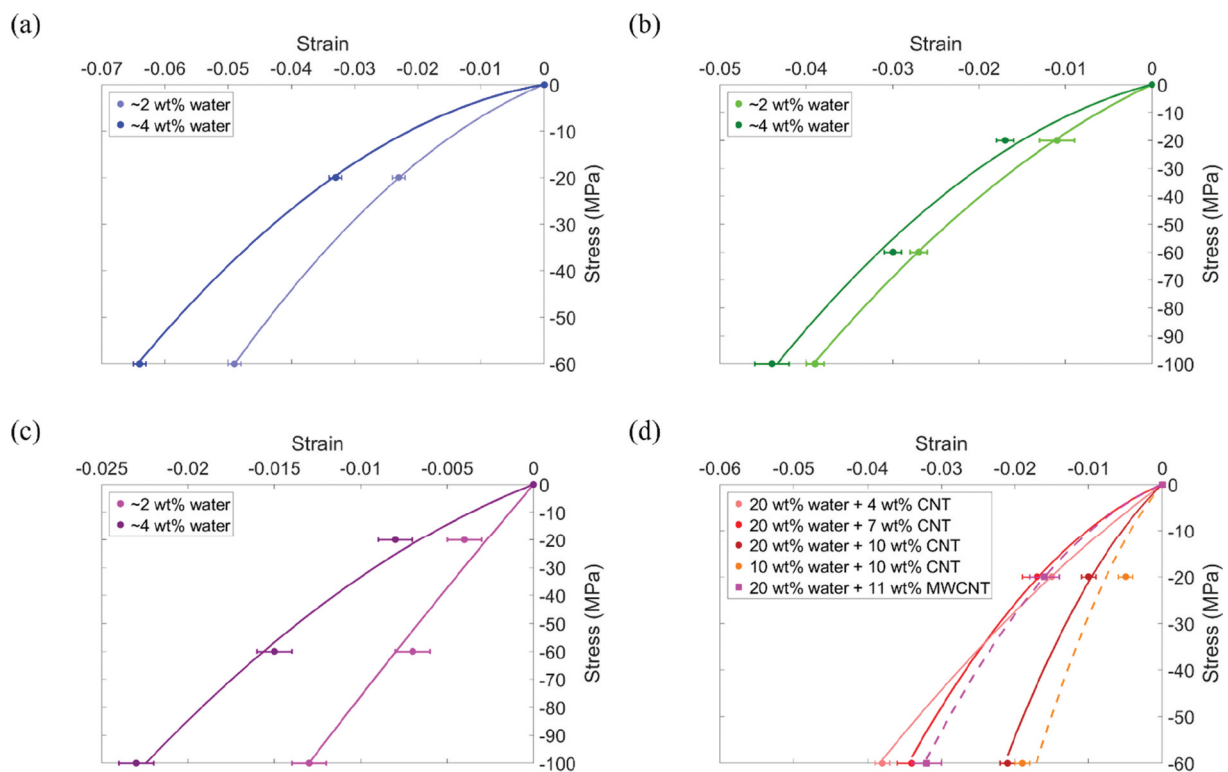 (a)
Strain
-0.07 -0.06 -0.05 -0.04 -0.03 -0.02 -0.01 0
~2 wt% water
~4 wt% water
0
-10
-20
-30
-40
-50
-60
Stress (MPa)
(b)
Strain
-0.05 -0.04 -0.03 -0.02 -0.01 0
~2 wt% water
~4 wt% water
0
-10
-20
-30
-40
-50
-60
-70
-80
-90
-100
Stress (MPa)
(c)
Strain
-0.025 -0.02 -0.015 -0.01 -0.005 0
~2 wt% water
~4 wt% water
0
-10
-20
-30
-40
-50
-60
-70
-80
-90
-100
Stress (MPa)
(d)
Strain
-0.06 -0.05 -0.04 -0.03 -0.02 -0.01 0
20 wt% water + 4 wt% CNT
20 wt% water + 7 wt% CNT
20 wt% water + 10 wt% CNT
10 wt% water + 10 wt% CNT
20 wt% water + 11 wt% MWCNT
0
-10
-20
-30
-40
-50
-60
Stress (MPa)